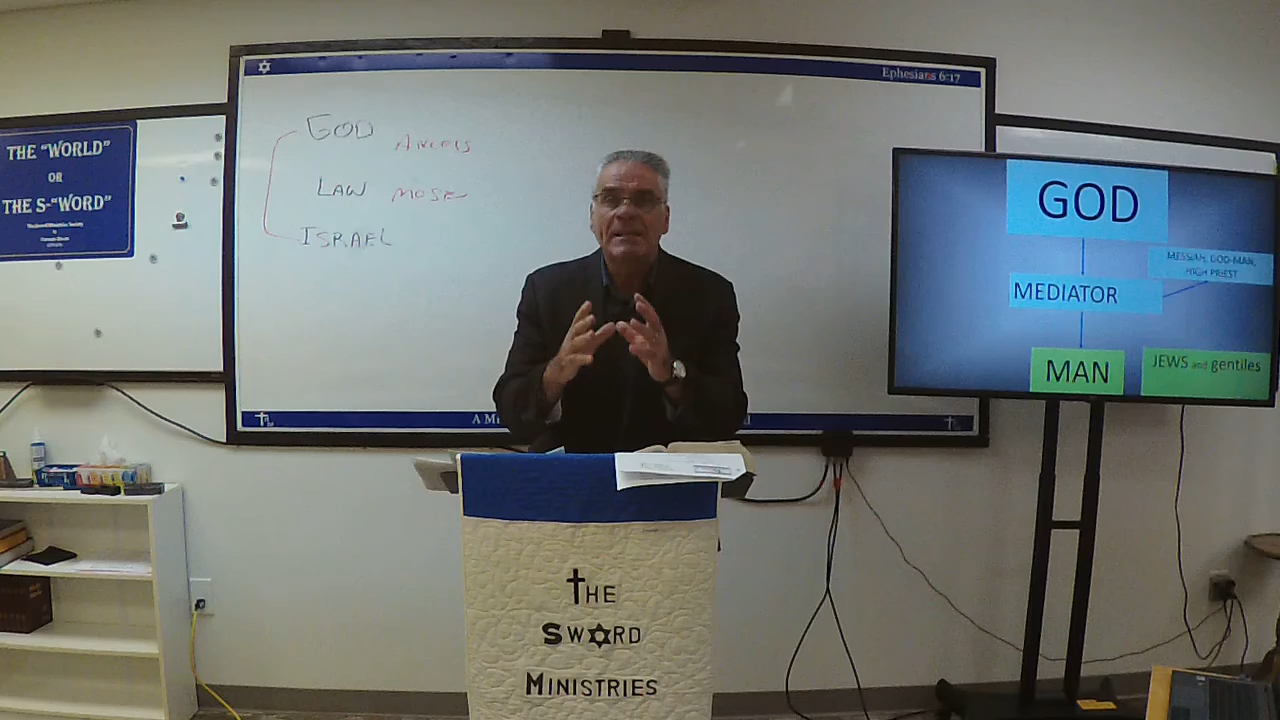 THE "WORLD"
OR
THE S-"WORD"
Ephesians 6:17
GOD ANGELS
LAW MOSE
ISRAEL
A
GOD
MESSIAH, GOD-MAN,
HIGH PRIEST
MEDIATOR
MAN
JEWS and gentiles
THE
SWORD
MINISTRIES